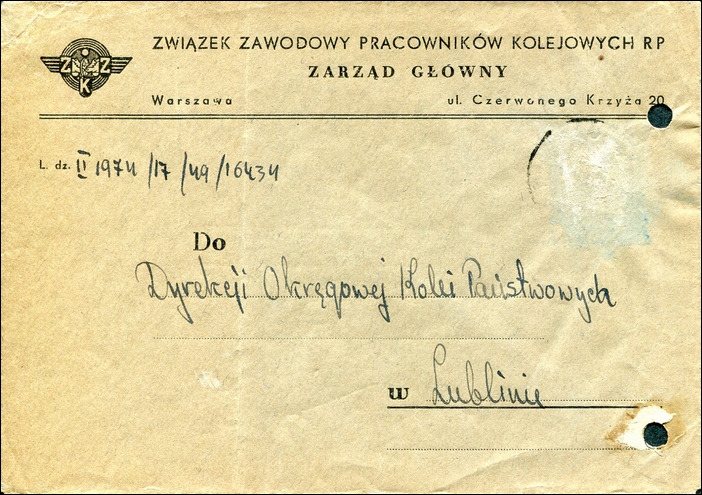 ZWIĄZEK ZAWODOWY PRACOWNIKÓW KOLEJOWYCH RP
Z Z K
ZARZĄD GŁÓWNY
Warszawa ul. Czerwonego Krzyża 20
L. dz. II 1974/17/49/16434
Do
Dyrekcji Okręgowej Kolei Państwowych
w Lublinie